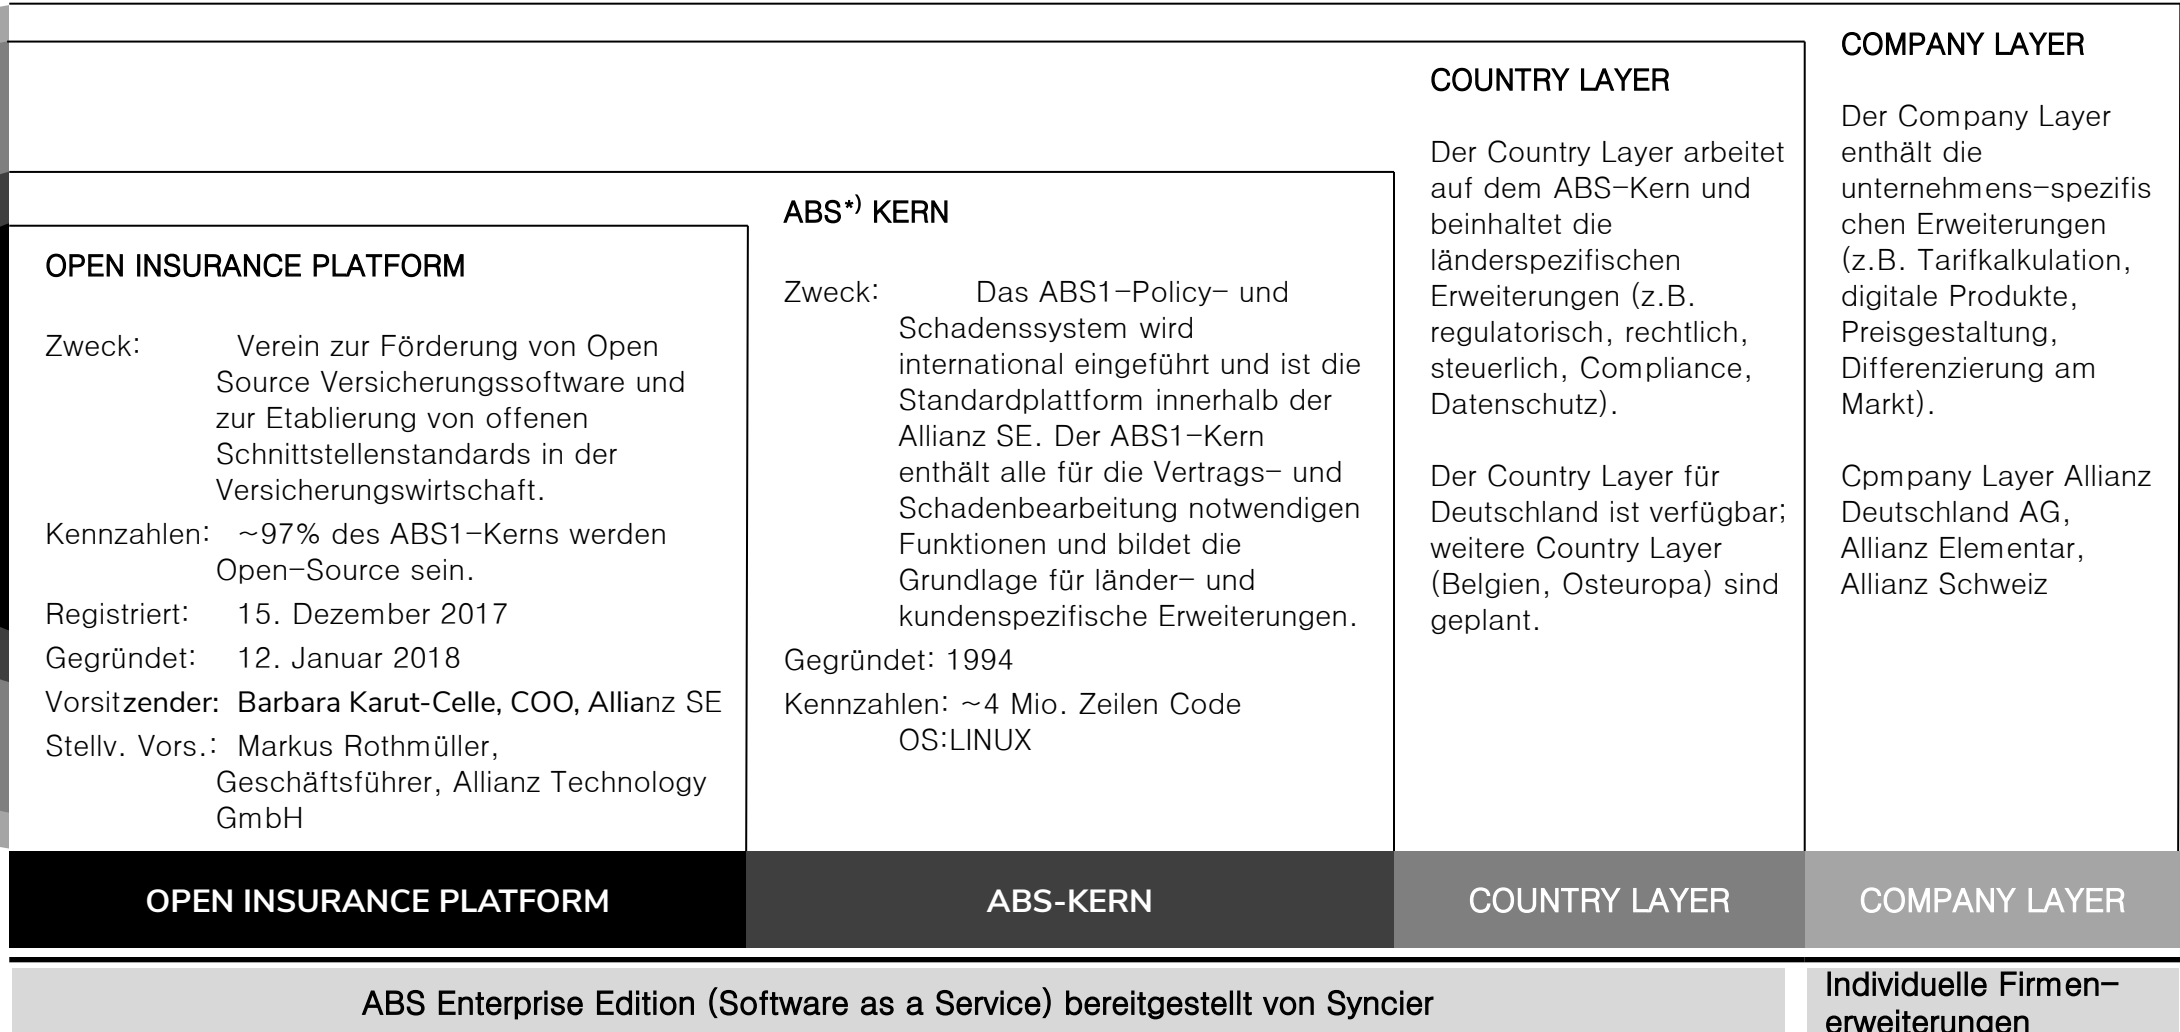 OPEN INSURANCE PLATFORM
Zweck: Verein zur Förderung von Open
Source Versicherungssoftware und
zur Etablierung von offenen
Schnittstellenstandards in der
Versicherungswirtschaft.
Kennzahlen: ~97% des ABS1-Kerns werden
Open-Source sein.
Registriert: 15. Dezember 2017
Gegründet: 12. Januar 2018
Vorsitzender: Barbara Karut-Celle, COO, Allianz SE
Stellv. Vors.: Markus Rothmüller,
Geschäftsführer, Allianz Technology
GmbH
ABS*) KERN
Zweck: Das ABS1-Policy- und
Schadenssystem wird
international eingeführt und ist die
Standardplattform innerhalb der
Allianz SE. Der ABS1-Kern
enthält alle für die Vertrags- und
Schadenbearbeitung notwendigen
Funktionen und bildet die
Grundlage für länder- und
kundenspezifische Erweiterungen.
Gegründet: 1994
Kennzahlen: ~4 Mio. Zeilen Code
OS:LINUX
COUNTRY LAYER
Der Country Layer arbeitet
auf dem ABS-Kern und
beinhaltet die
länderspezifischen
Erweiterungen (z.B.
regulatorisch, rechtlich,
steuerlich, Compliance,
Datenschutz).
Der Country Layer für
Deutschland ist verfügbar;
weitere Country Layer
(Belgien, Osteuropa) sind
geplant.
COMPANY LAYER
Der Company Layer
enthält die
unternehmens-spezifis
chen Erweiterungen
(z.B. Tarifkalkulation,
digitale Produkte,
Preisgestaltung,
Differenzierung am
Markt).
Cpmpany Layer Allianz
Deutschland AG,
Allianz Elementar,
Allianz Schweiz
OPEN INSURANCE PLATFORM
ABS-KERN
COUNTRY LAYER
COMPANY LAYER
ABS Enterprise Edition (Software as a Service) bereitgestellt von Syncier
Individuelle Firmen-
erweiterungen